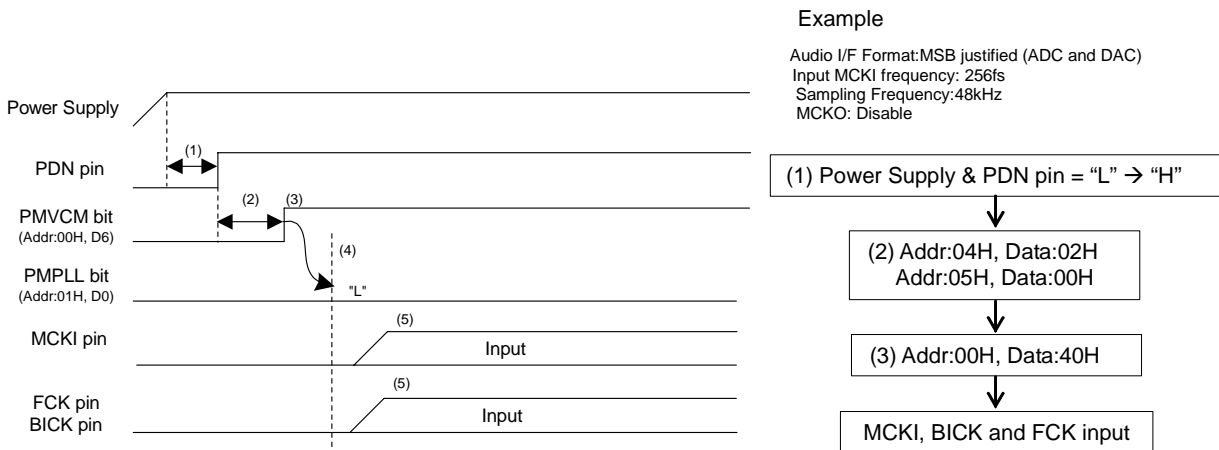 Example
Audio I/F Format:MSB justified (ADC and DAC)
Input MCKI frequency: 256fs
Sampling Frequency:48kHz
MCKO: Disable
Power Supply
(1)
PDN pin
(2)
(3)
PMVCM bit
(Addr:00H, D6)
(4)
PMPLL bit
(Addr:01H, D0)
"L"
MCKI pin
(5)
Input
FCK pin
BICK pin
(5)
Input
(1) Power Supply & PDN pin = “L” → “H”
(2) Addr:04H, Data:02H
Addr:05H, Data:00H
(3) Addr:00H, Data:40H
MCKI, BICK and FCK input